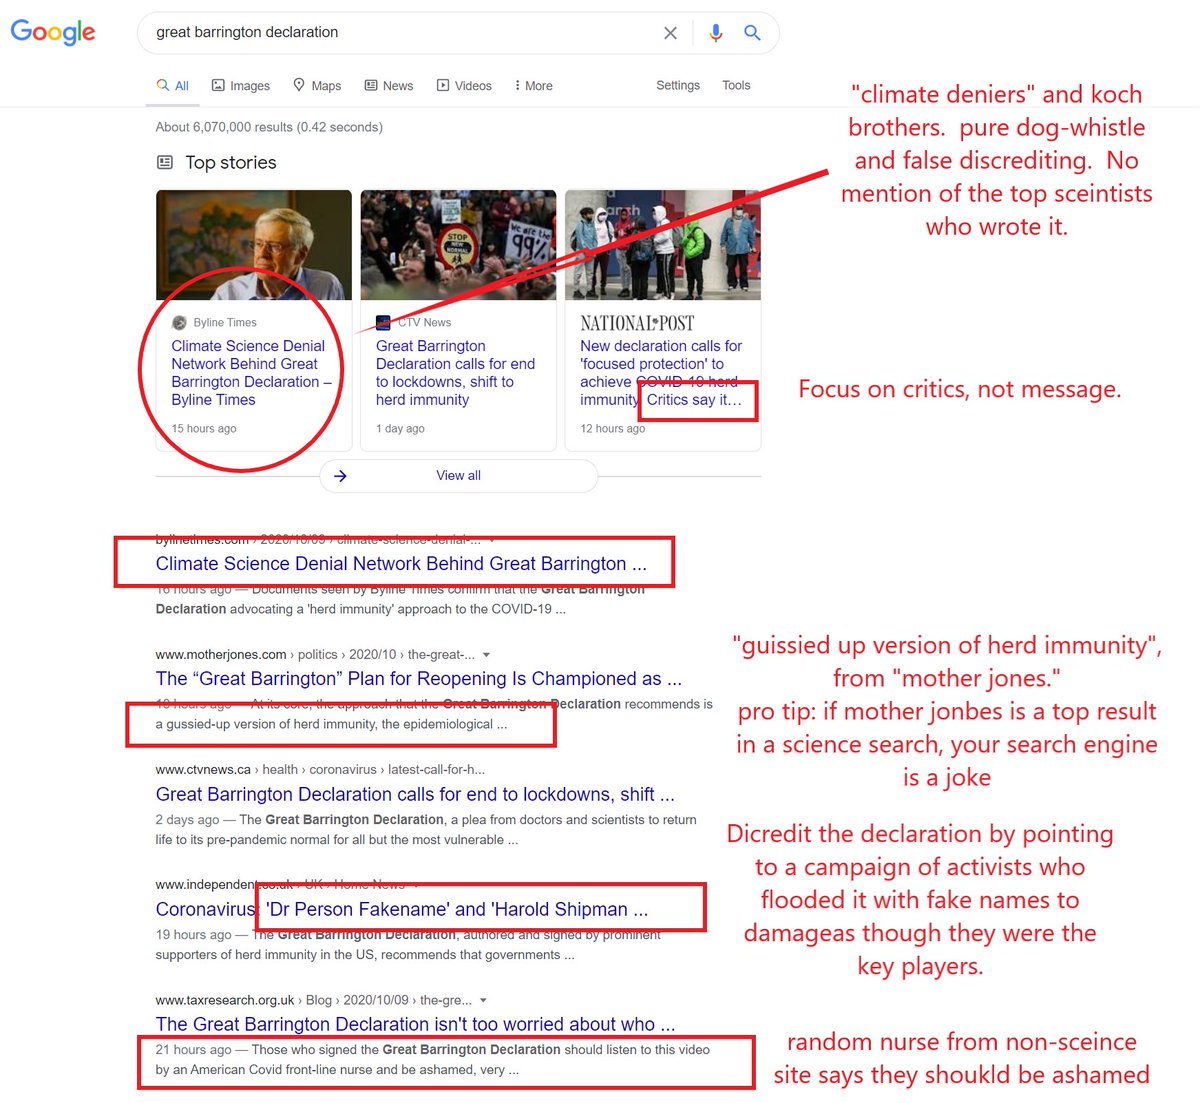 Google
great barrington declaration
All Images Maps News Videos More Settings Tools
About 6,070,000 results (0.42 seconds)
Top stories
"climate deniers" and koch
brothers. pure dog-whistle
and false discrediting. No
mention of the top sceintists
who wrote it.
STOP
NEW
NORMAL
We are the
99%
arsh
Byline Times
Climate Science Denial
Network Behind Great
Barrington Declaration –
Byline Times
15 hours ago
CTV News
Great Barrington
Declaration calls for end
to lockdowns, shift to
herd immunity
1 day ago
NATIONAL POST
New declaration calls for
'focused protection' to
achieve COVID-19 herd
immunity. Critics say it...
12 hours ago
Focus on critics, not message.
View all
bylinetimes.com › 2020/10/09 › climate-science-denial-...
Climate Science Denial Network Behind Great Barrington ...
16 hours ago — Documents seen by Byline Times confirm that the Great Barrington
Declaration advocating a 'herd immunity' approach to the COVID-19 ...
www.motherjones.com › politics › 2020/10 › the-great-...
The “Great Barrington” Plan for Reopening Is Championed as ...
18 hours ago — At its core, the approach that the Great Barrington Declaration recommends is
a gussied-up version of herd immunity, the epidemiological ...
"guissied up version of herd immunity",
from "mother jones."
pro tip: if mother jonbes is a top result
in a science search, your search engine
is a joke
www.ctvnews.ca › health › coronavirus › latest-call-for-h...
Great Barrington Declaration calls for end to lockdowns, shift ...
2 days ago — The Great Barrington Declaration, a plea from doctors and scientists to return
life to its pre-pandemic normal for all but the most vulnerable ...
Dicredit the declaration by pointing
to a campaign of activists who
flooded it with fake names to
damageas though they were the
key players.
www.independent.co.uk › UK › Home News
Coronavirus: 'Dr Person Fakename' and 'Harold Shipman ...
19 hours ago — The Great Barrington Declaration, authored and signed by prominent
supporters of herd immunity in the US, recommends that governments ...
www.taxresearch.org.uk › Blog › 2020/10/09 › the-gre...
The Great Barrington Declaration isn't too worried about who ...
21 hours ago — Those who signed the Great Barrington Declaration should listen to this video
by an American Covid front-line nurse and be ashamed, very ...
random nurse from non-sceince
site says they shoukld be ashamed